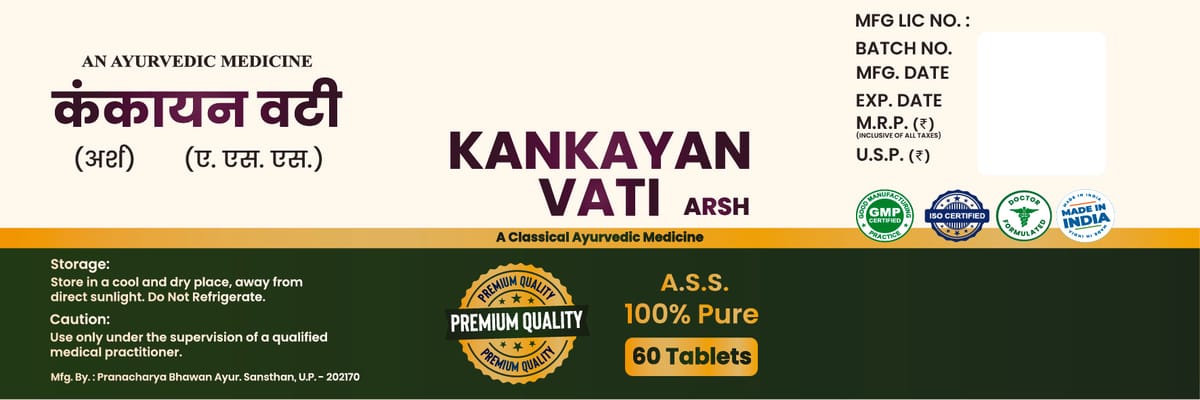 AN AYURVEDIC MEDICINE
कंकायन वटी
(अर्श) (ए. एस. एस.)
Storage:
Store in a cool and dry place, away from
direct sunlight. Do Not Refrigerate.
Caution:
Use only under the supervision of a qualified
medical practitioner.
Mfg. By. : Pranacharya Bhawan Ayur. Sansthan, U.P. - 202170
KANKAYAN
VATI ARSH
A Classical Ayurvedic Medicine
PREMIUM QUALITY
PREMIUM QUALITY
PREMIUM QUALITY
A.S.S.
100% Pure
60 Tablets
MFG LIC NO. :
BATCH NO.
MFG. DATE
EXP. DATE
M.R.P. (₹)
(INCLUSIVE OF ALL TAXES)
U.S.P. (₹)
GOOD MANUFACTURING
GMP
CERTIFIED
PRACTICE
ISO CERTIFIED
DOCTOR
FORMULATED
MADE IN INDIA
MADE IN
INDIA